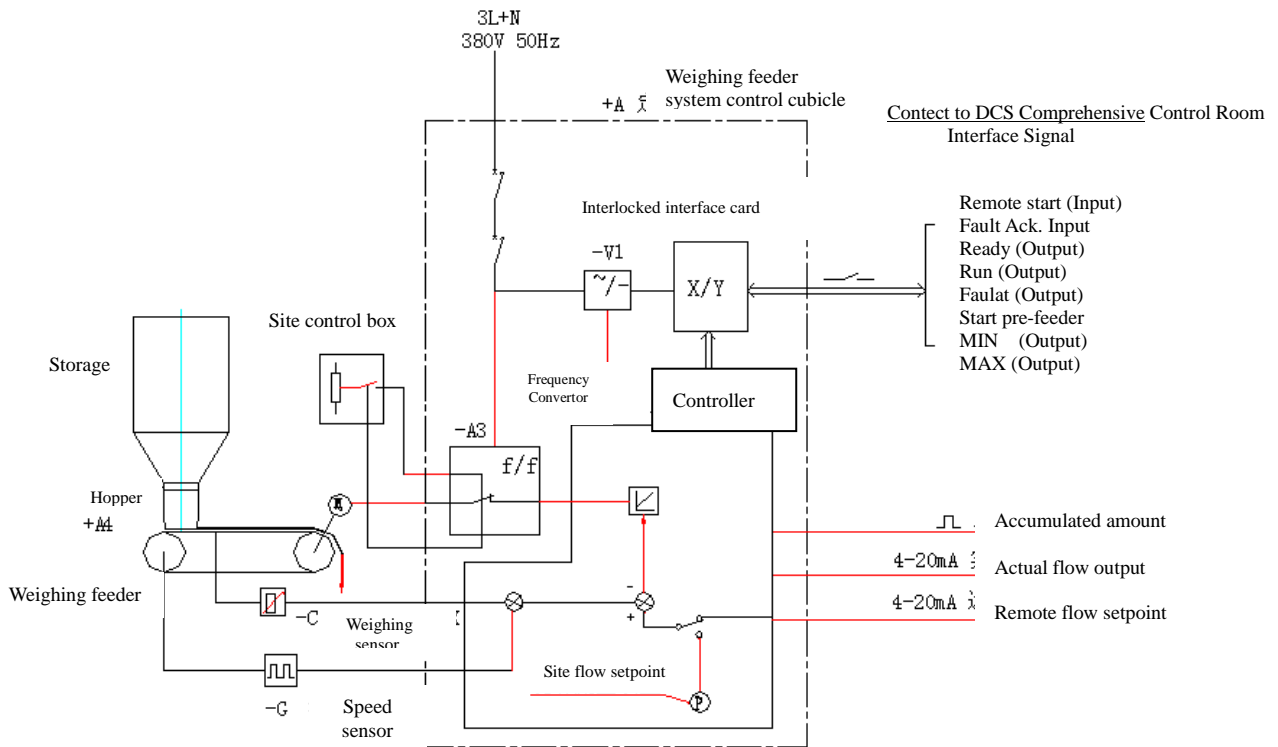 3L+N
380V 50Hz
Weighing feeder
system control cubicle
+A
Contect to DCS Comprehensive Control Room
Interface Signal
Interlocked interface card
-V1
~/-
X/Y
Remote start (Input)
Fault Ack. Input
Ready (Output)
Run (Output)
Faulat (Output)
Start pre-feeder
MIN (Output)
MAX (Output)
Site control box
Storage
Frequency
Convertor
Controller
-A3
f/f
Hopper
+A4
M
Weighing feeder
-C
Weighing
sensor
-
+
Accumulated amount
4-20mA
Actual flow output
4-20mA
Remote flow setpoint
Site flow setpoint
P
-G
Speed
sensor